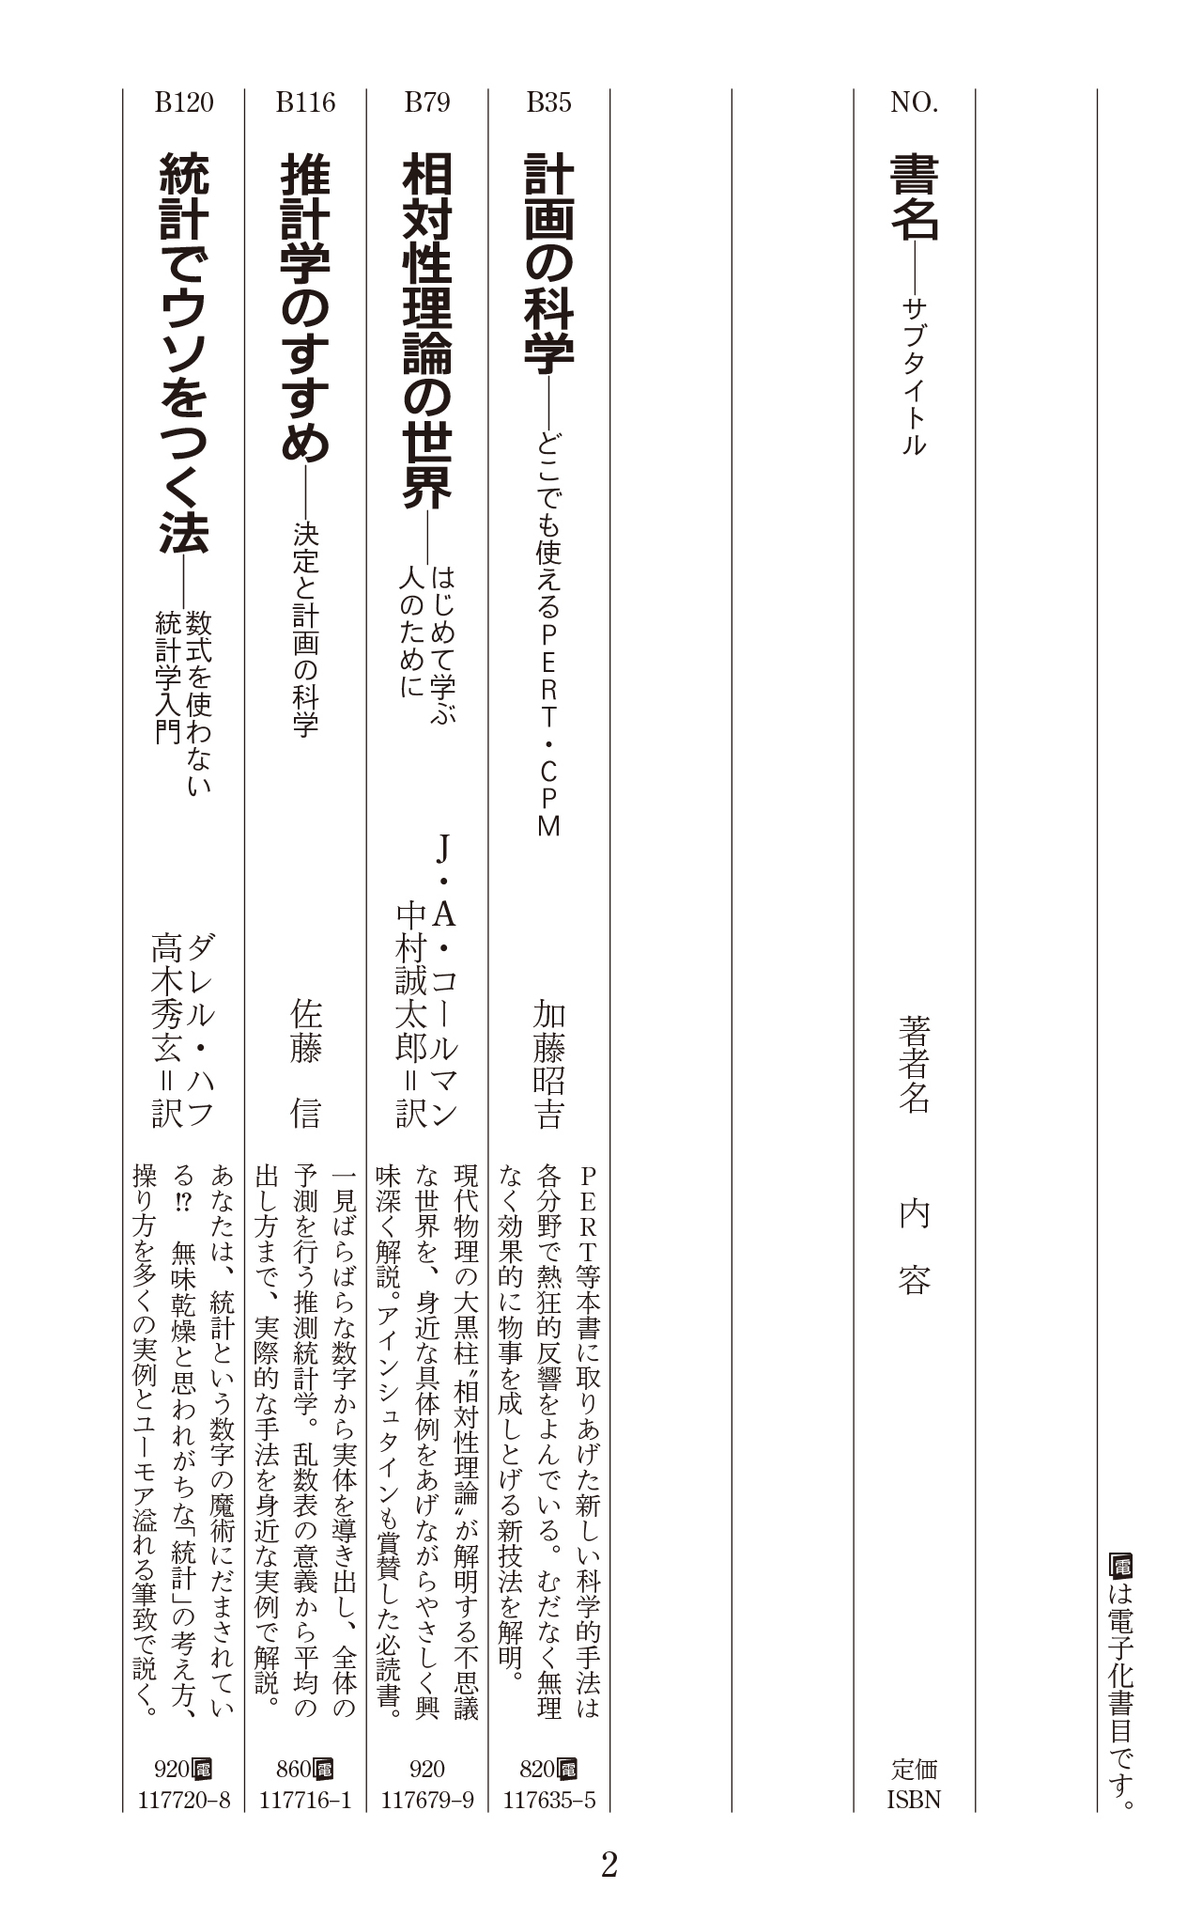 電は電子化書目です。
NO.
書名――サブタイトル
著者名
内 容
定価
ISBN
B35
計画の科学――どこでも使えるPERT・CPM
加藤昭吉
PERT等本書に取りあげた新しい科学的手法は
各分野で熱狂的反響をよんでいる。むだなく無理
なく効果的に物事を成しとげる新技法を解明。
820電
117635−5
B79
相対性理論の世界――はじめて学ぶ
人のために
J・A・コールマン
中村誠太郎=訳
現代物理の大黒柱〝相対性理論〟が解明する不思議
な世界を、身近な具体例をあげながらやさしく興
味深く解説。アインシュタインも賞賛した必読書。
920
117679−9
B116
推計学のすすめ――決定と計画の科学
佐藤 信
一見ばらばらな数字から実体を導き出し、全体の
予測を行う推測統計学。乱数表の意義から平均の
出し方まで、実際的な手法を身近な実例で解説。
860電
117716−1
B120
統計でウソをつく法――数式を使わない
統計学入門
ダレル・ハフ
高木秀玄=訳
あなたは、統計という数字の魔術にだまされてい
る⁉ 無味乾燥と思われがちな「統計」の考え方、
操り方を多くの実例とユーモア溢れる筆致で説く。
920電
117720−8
2